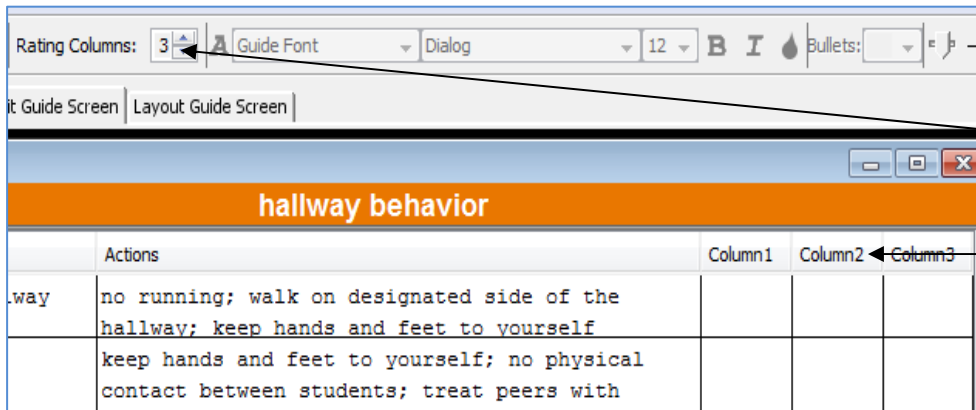 Rating Columns: 3 A Guide Font Dialog 12 B I Bullets:
it Guide Screen Layout Guide Screen
hallway behavior
Actions Column1 Column2 Column3
lway no running; walk on designated side of the
hallway; keep hands and feet to yourself
keep hands and feet to yourself; no physical
contact between students; treat peers with